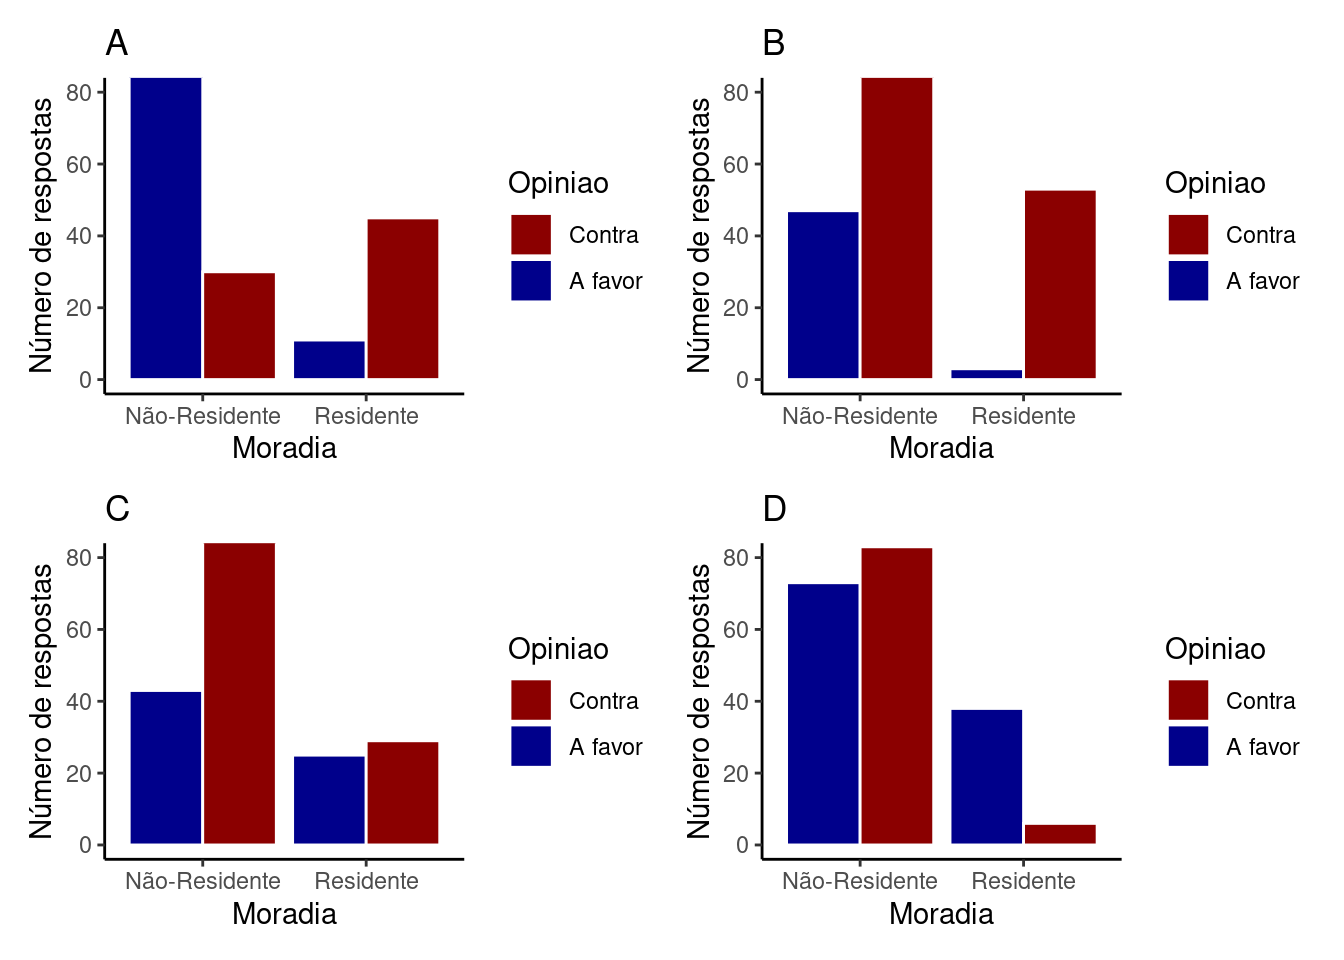 A
Número de respostas
80
60
40
20
0
Não-Residente Residente
Moradia
Opiniao
Contra
A favor
B
Número de respostas
80
60
40
20
0
Não-Residente Residente
Moradia
Opiniao
Contra
A favor
C
Número de respostas
80
60
40
20
0
Não-Residente Residente
Moradia
Opiniao
Contra
A favor
D
Número de respostas
80
60
40
20
0
Não-Residente Residente
Moradia
Opiniao
Contra
A favor